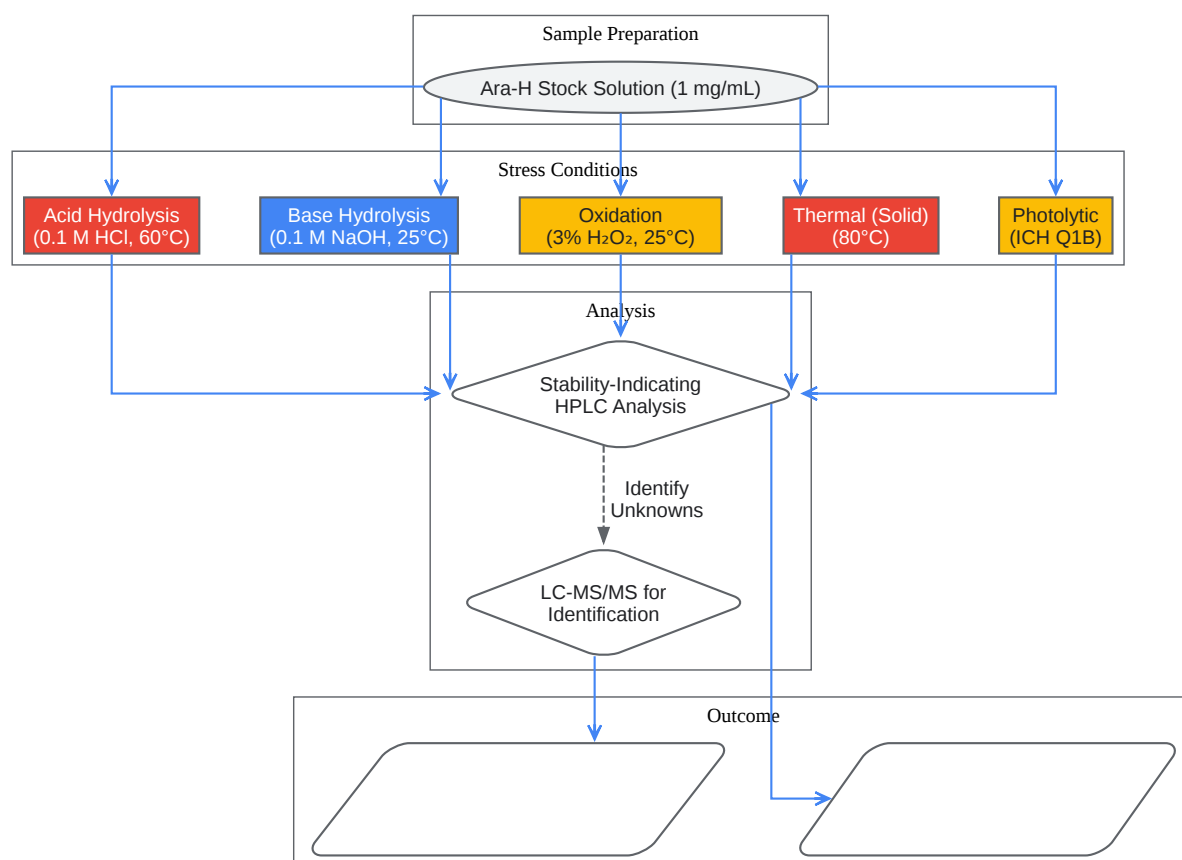 Sample Preparation
Ara-H Stock Solution (1 mg/mL)
Stress Conditions
Acid Hydrolysis
(0.1 M HCl, 60°C)
Base Hydrolysis
(0.1 M NaOH, 25°C)
Oxidation
(3% H₂O₂, 25°C)
Thermal (Solid)
(80°C)
Photolytic
(ICH Q1B)
Analysis
Stability-Indicating
HPLC Analysis
Identify
Unknowns
LC-MS/MS for
Identification
Outcome